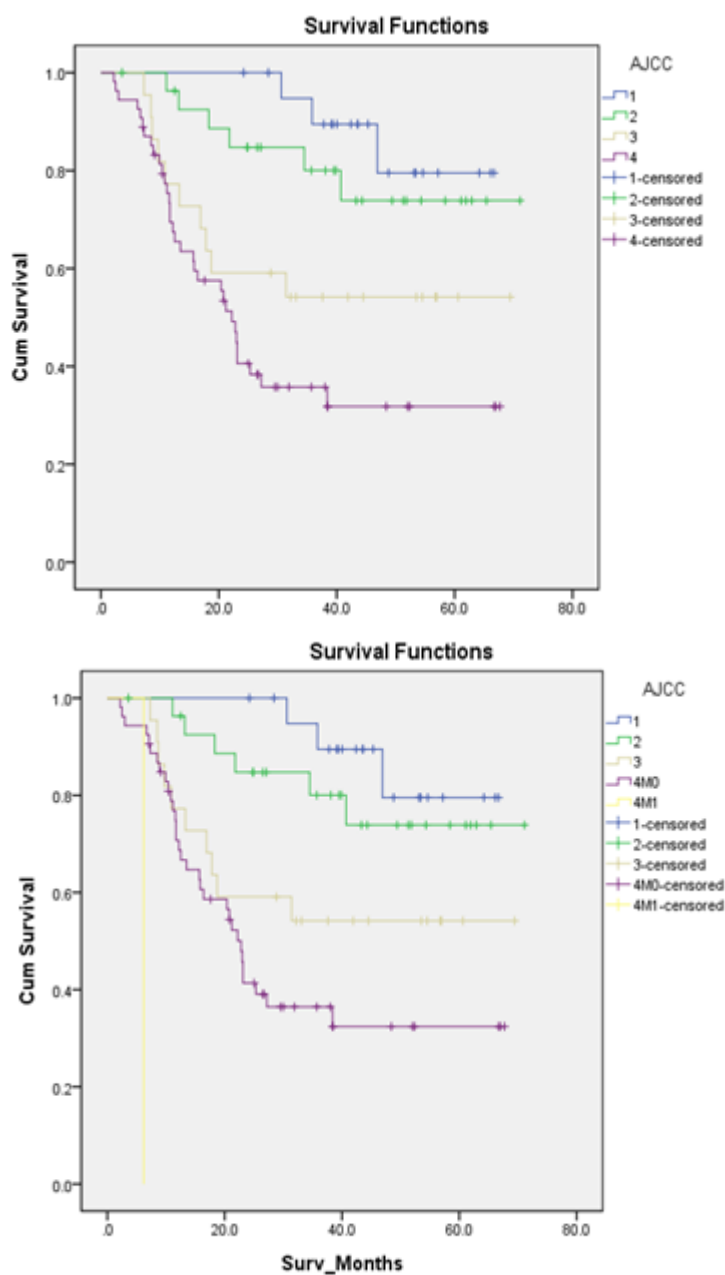 Survival Functions
AJCC
1
2
3
4
1-censored
2-censored
3-censored
4-censored
1.0
0.8
0.6
0.4
0.2
0.0
Cum Survival
.0 20.0 40.0 60.0 80.0
Survival Functions
AJCC
1
2
3
4M0
4M1
1-censored
2-censored
3-censored
4M0-censored
4M1-censored
1.0
0.8
0.6
0.4
0.2
0.0
Cum Survival
.0 20.0 40.0 60.0 80.0
Surv_Months